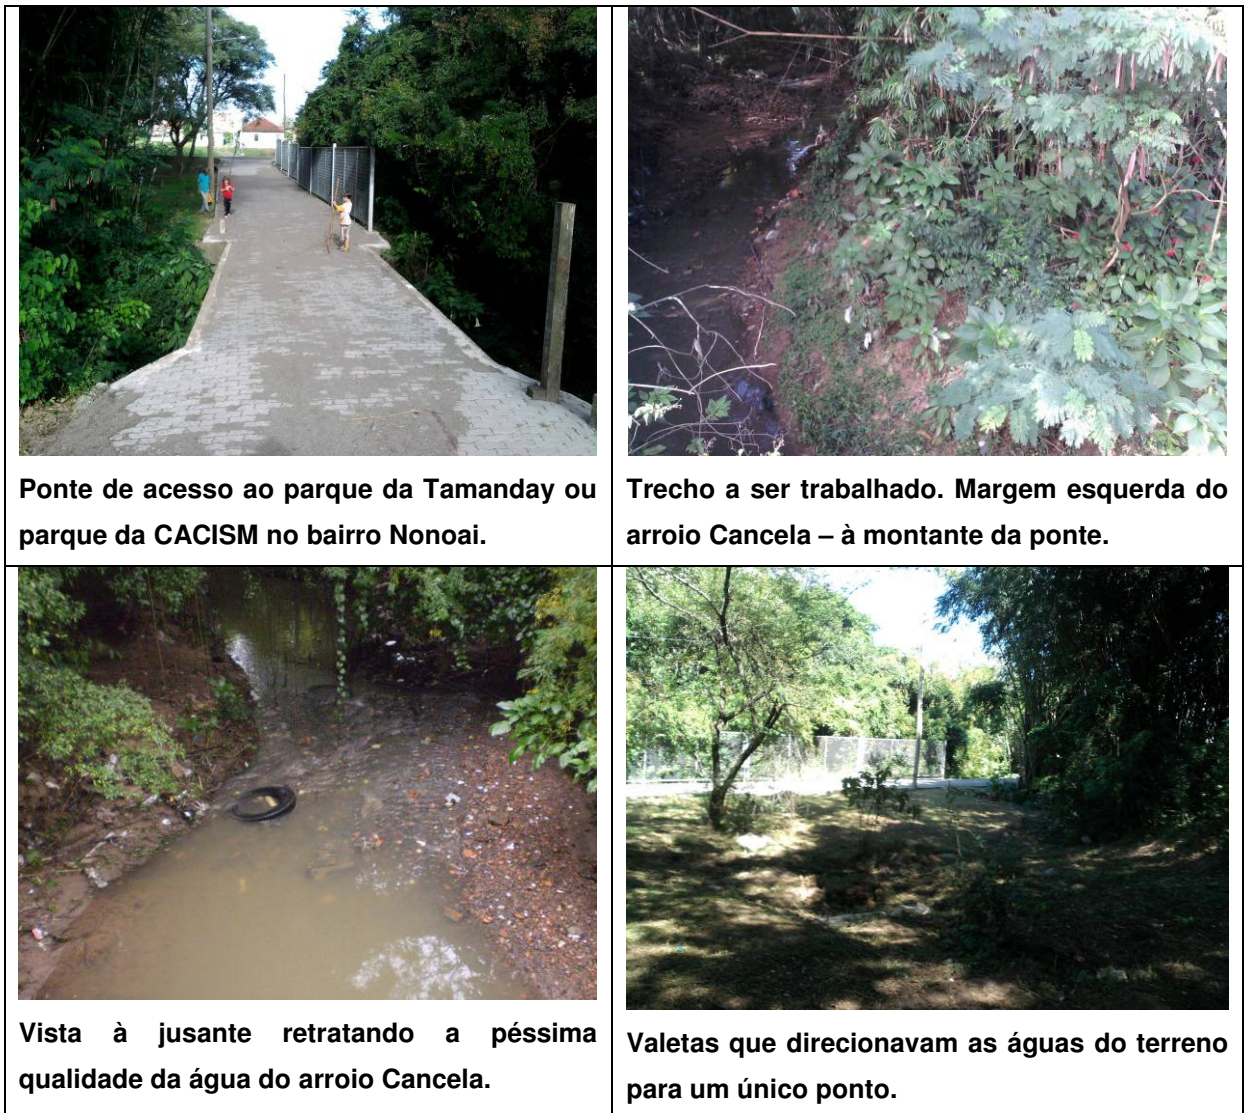 Ponte de acesso ao parque da Tamanday ou
parque da CACISM no bairro Nonoai.
Trecho a ser trabalhado. Margem esquerda do
arroio Cancela – à montante da ponte.
Vista à jusante retratando a péssima
qualidade da água do arroio Cancela.
Valetas que direcionavam as águas do terreno
para um único ponto.